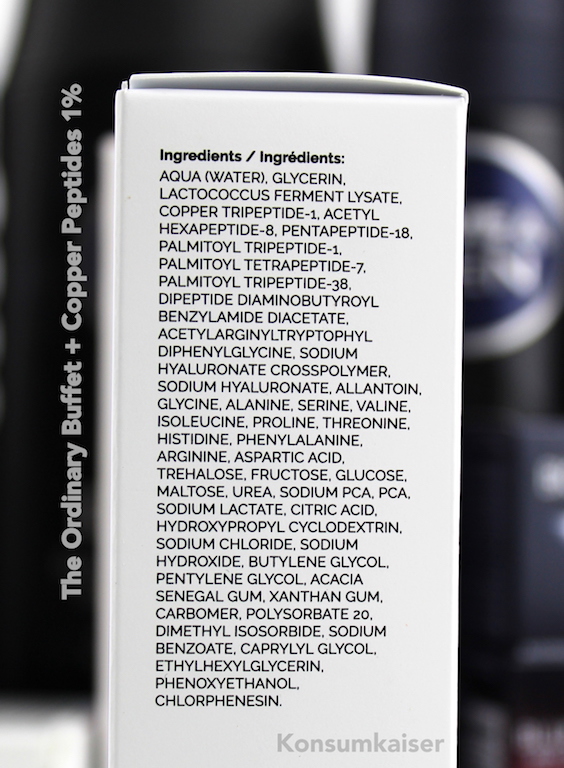 The Ordinary Buffet + Copper Peptides 1%
Ingredients / Ingrédients:
AQUA (WATER), GLYCERIN,
LACTOCOCCUS FERMENT LYSATE,
COPPER TRIPEPTIDE-1, ACETYL
HEXAPEPTIDE-8, PENTAPEPTIDE-18,
PALMITOYL TRIPEPTIDE-1,
PALMITOYL TETRAPEPTIDE-7,
PALMITOYL TRIPEPTIDE-38,
DIPEPTIDE DIAMINOBUTYROYL
BENZYLAMIDE DIACETATE,
ACETYLARGINYLTRYPTOPHYL
DIPHENYLGLYCINE, SODIUM
HYALURONATE CROSSPOLYMER,
SODIUM HYALURONATE, ALLANTOIN,
GLYCINE, ALANINE, SERINE, VALINE,
ISOLEUCINE, PROLINE, THREONINE,
HISTIDINE, PHENYLALANINE,
ARGININE, ASPARTIC ACID,
TREHALOSE, FRUCTOSE, GLUCOSE,
MALTOSE, UREA, SODIUM PCA, PCA,
SODIUM LACTATE, CITRIC ACID,
HYDROXYPROPYL CYCLODEXTRIN,
SODIUM CHLORIDE, SODIUM
HYDROXIDE, BUTYLENE GLYCOL,
PENTYLENE GLYCOL, ACACIA
SENEGAL GUM, XANTHAN GUM,
CARBOMER, POLYSORBATE 20,
DIMETHYL ISOSORBIDE, SODIUM
BENZOATE, CAPRYLYL GLYCOL,
ETHYLHEXYLGLYCERIN,
PHENOXYETHANOL,
CHLORPHENESIN.
Konsumkaiser